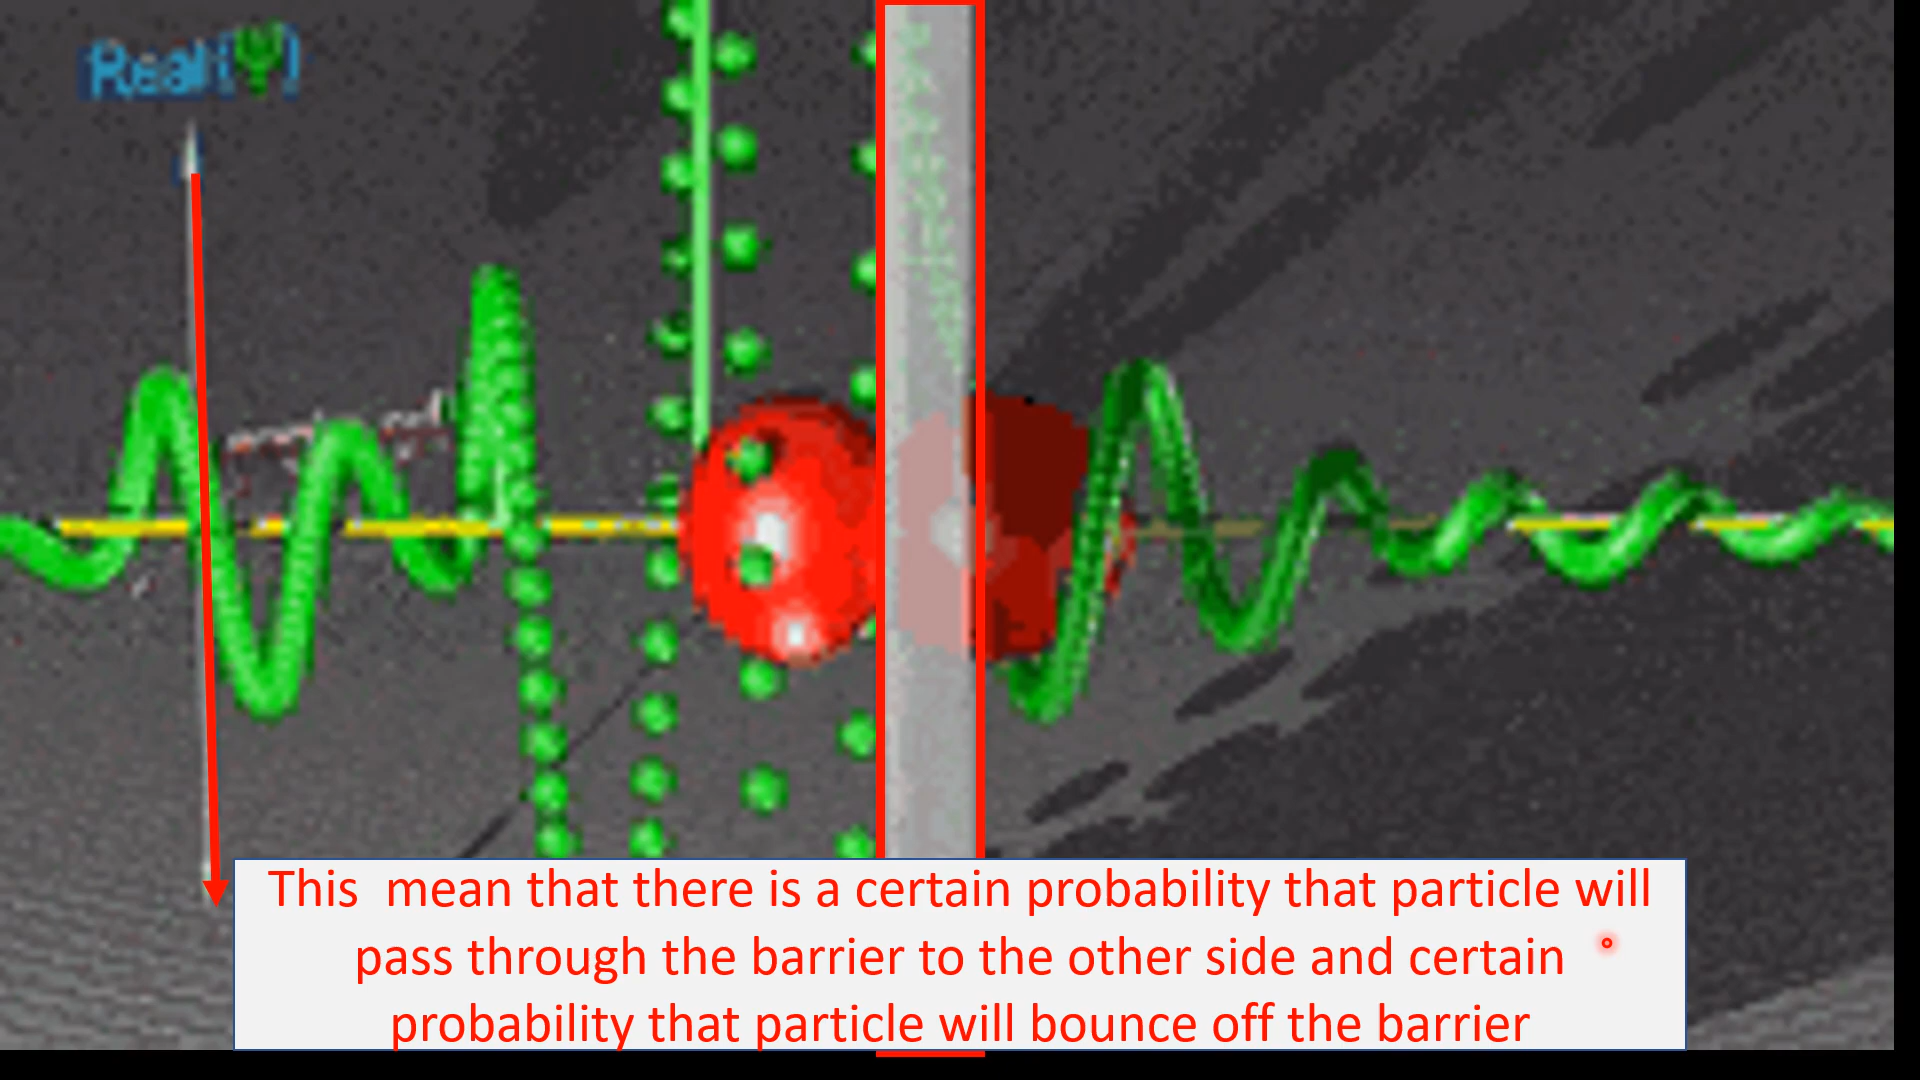 Real(Ψ)
This  mean that there is a certain probability that particle will
pass through the barrier to the other side and certain
probability that particle will bounce off the barrier